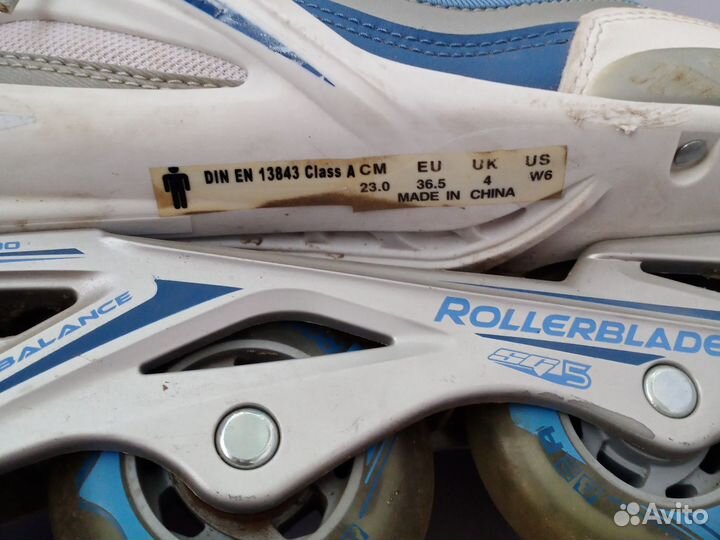 DIN EN 13843 Class A CM EU UK US
23.0 36.5 4 W6
MADE IN CHINA
BALANCE
ROLLERBLADE
SG5
Avito